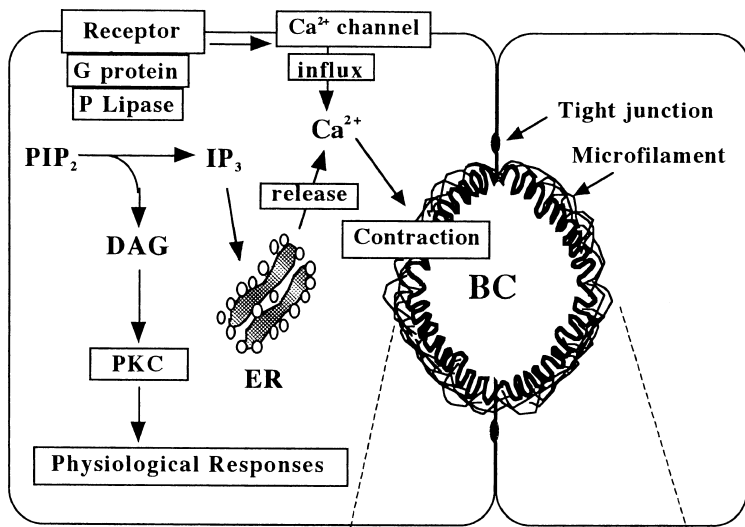 Receptor
G protein
P Lipase
Ca²⁺ channel
influx
Ca²⁺
PIP₂
IP₃
release
DAG
Contraction
PKC
ER
Physiological Responses
BC
Tight junction
Microfilament